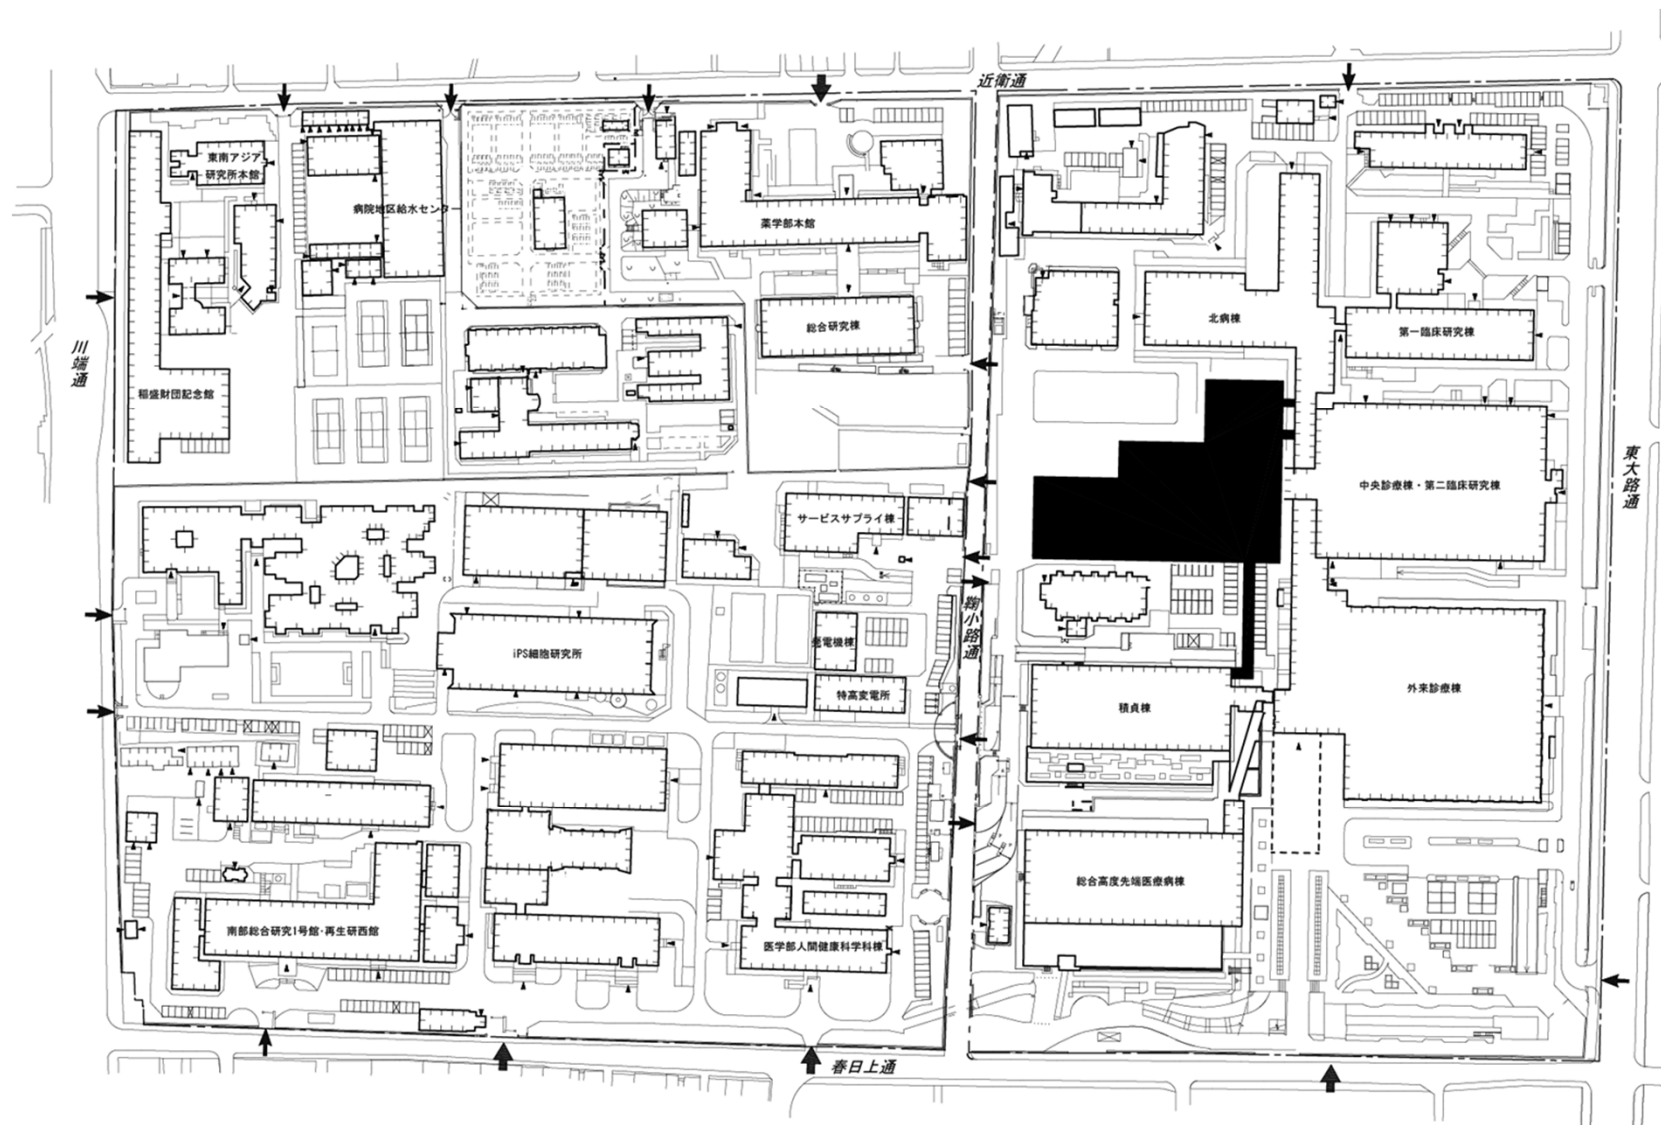 近衛通
東南アジア
研究所本館
病院地区給水センター
薬学部本館
総合研究棟
北病棟
第一臨床研究棟
川端通
稲盛財団記念館
東大路通
中央診療棟・第二臨床研究棟
サービスサプライ棟
鞠小路通
iPS細胞研究所
発電機棟
特高変電所
積貞棟
外来診療棟
総合高度先端医療病棟
南部総合研究1号館・再生研西館
医学部人間健康科学科棟
春日上通